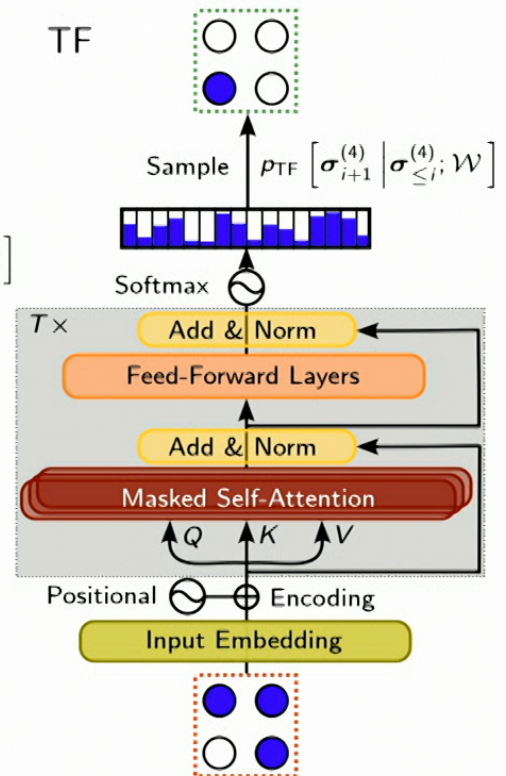 TF
Sample p_TF [ σ^(4)_{i+1} | σ^(4)_{≤i}; 𝒲 ]
]
Softmax
T ×
Add & Norm
Feed-Forward Layers
Add & Norm
Masked Self-Attention
Q K V
Positional Encoding
Input Embedding